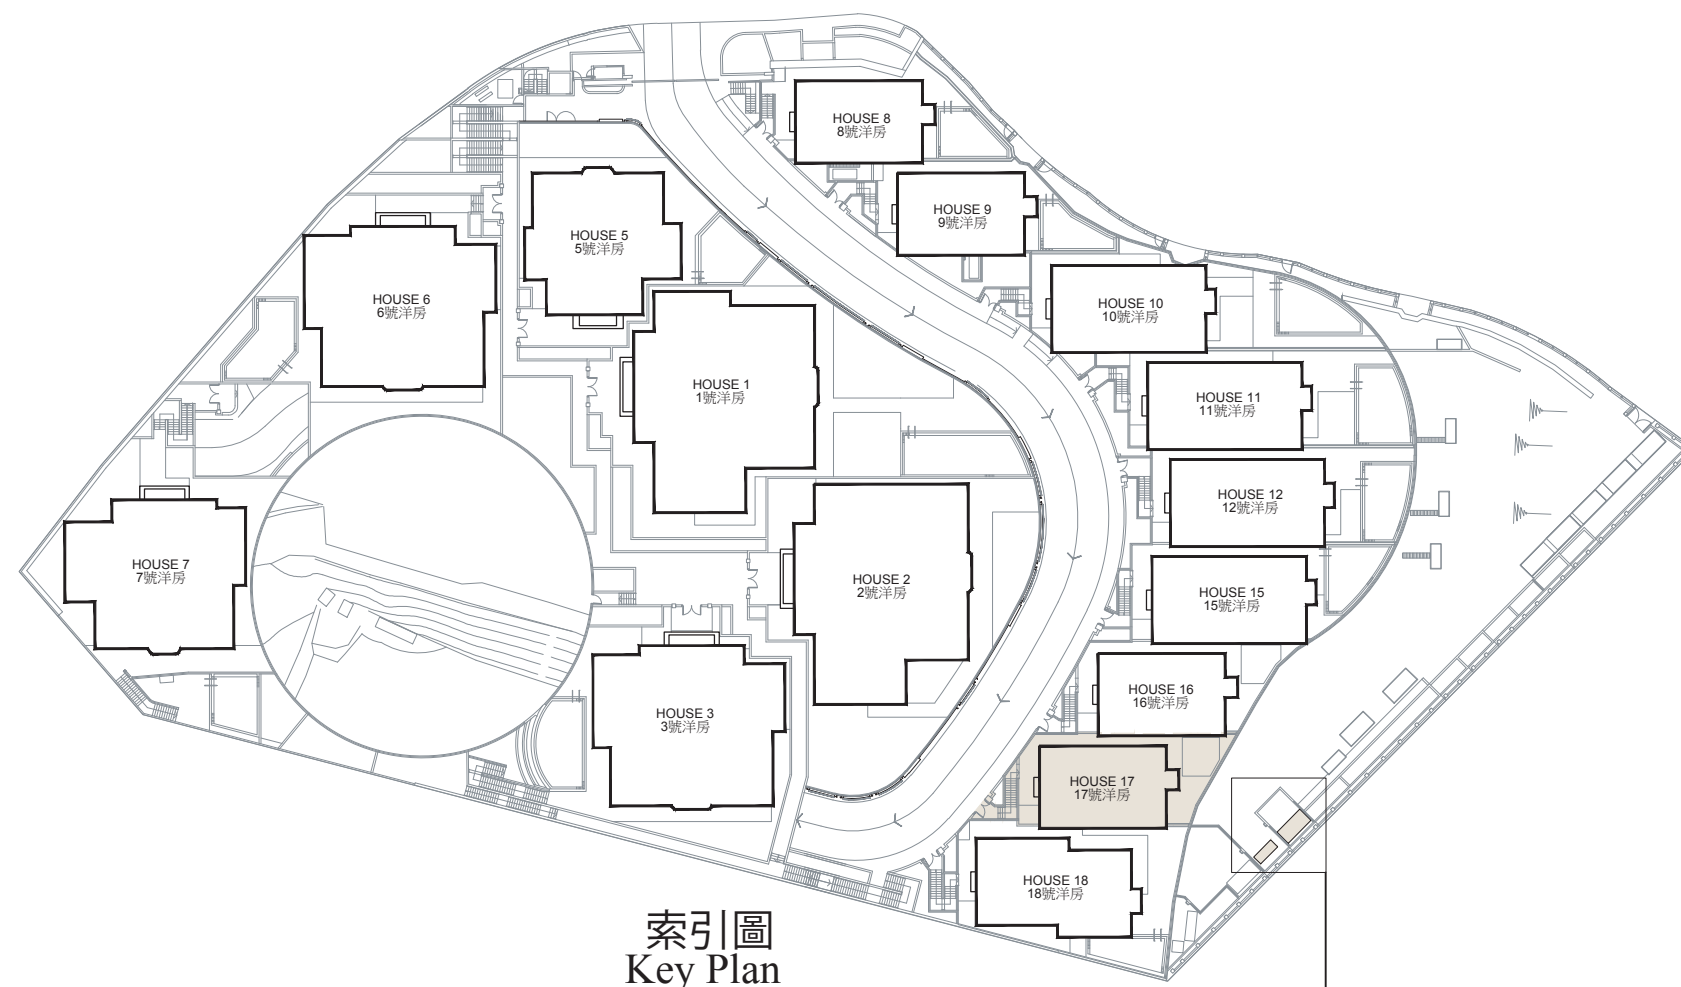 HOUSE 8
8號洋房
HOUSE 9
9號洋房
HOUSE 5
5號洋房
HOUSE 6
6號洋房
HOUSE 10
10號洋房
HOUSE 1
1號洋房
HOUSE 11
11號洋房
HOUSE 12
12號洋房
HOUSE 7
7號洋房
HOUSE 2
2號洋房
HOUSE 15
15號洋房
HOUSE 16
16號洋房
HOUSE 3
3號洋房
HOUSE 17
17號洋房
HOUSE 18
18號洋房
索引圖
Key Plan